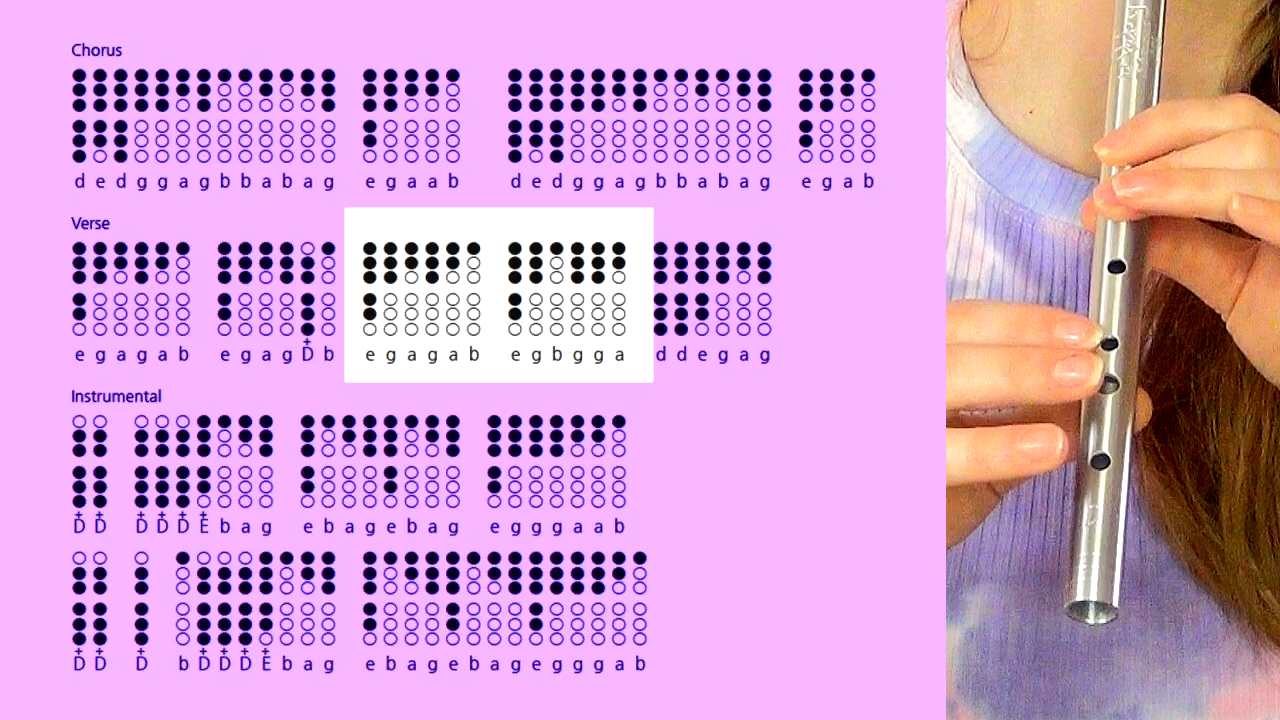 Chorus
d e d g g a g b b a b a g e g a a b d e d g g a g b b a b a g e g a b
Verse
e g a g a b e g a g D b e g a g a b e g b g g a d d e g a g
Instrumental
D D D D D E b a g e b a g e b a g e g g g a a b
D D D b D D D E b a g e b a g e b a g e g g g a b